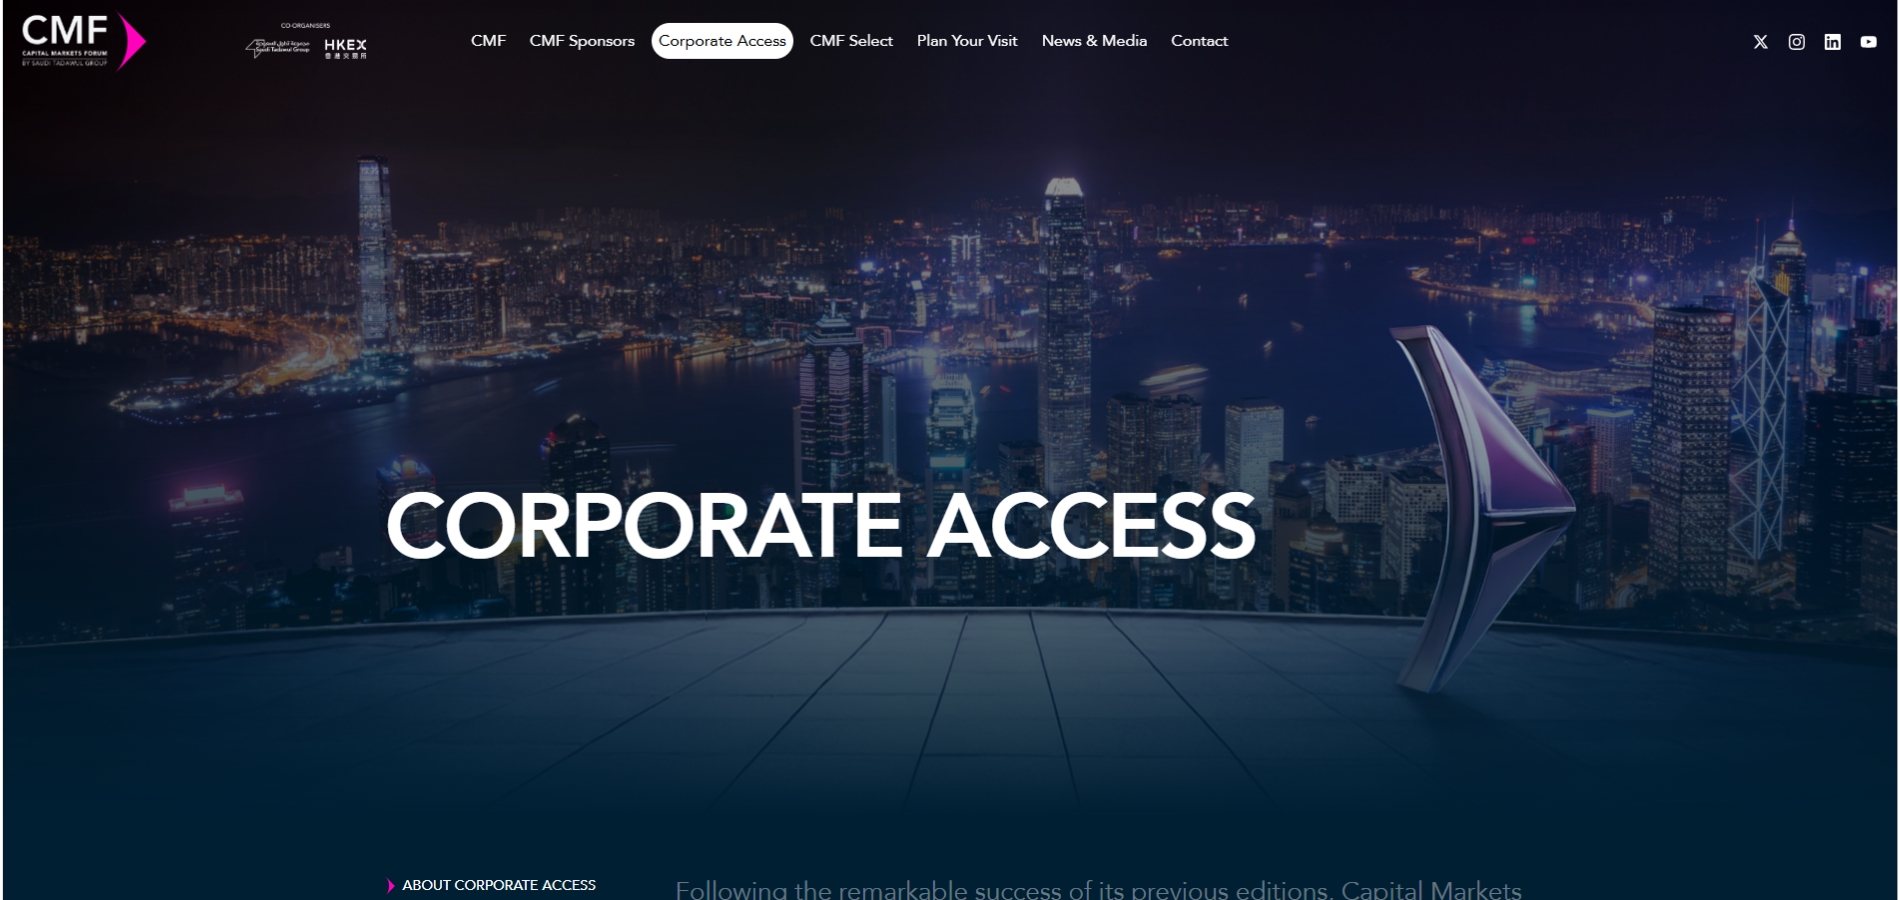 CMF
CAPITAL MARKETS FORUM
BY SAUDI TADAWUL GROUP
CO-ORGANISERS
مجموعة تداول السعودية
Saudi Tadawul Group
HKEX
香港交易所
CMF
CMF Sponsors
Corporate Access
CMF Select
Plan Your Visit
News & Media
Contact
CORPORATE ACCESS
ABOUT CORPORATE ACCESS
Following the remarkable success of its previous editions, Capital Markets